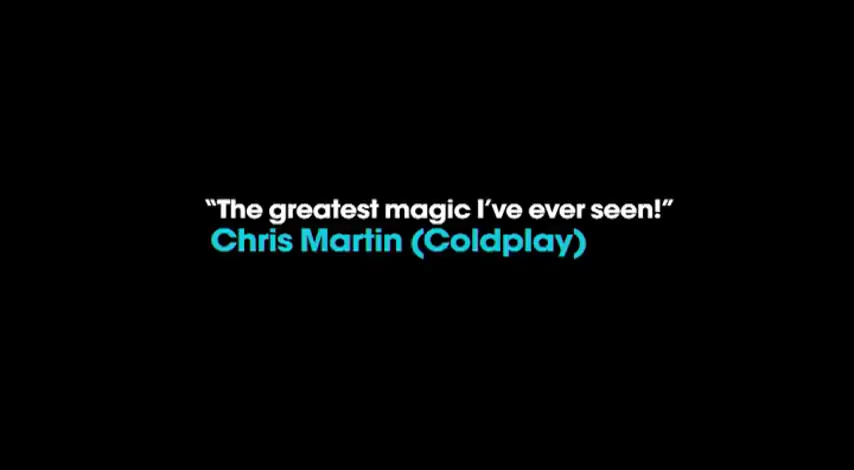 “The greatest magic I’ve ever seen!”
Chris Martin (Coldplay)